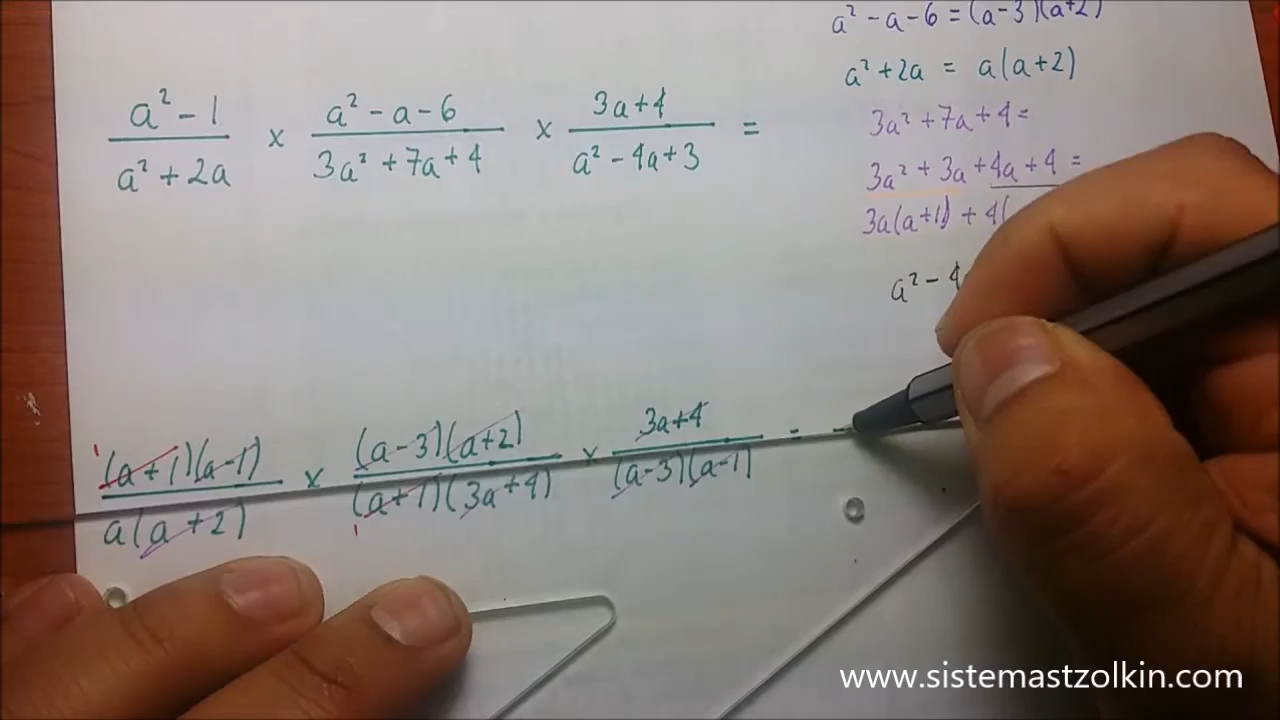 a² - a - 6 = (a-3)(a+2)
a² + 2a = a(a+2)
3a² + 7a + 4 =
3a² + 3a + 4a + 4 =
3a(a+1) + 4(
a² - 4
(a² - 1)/(a² + 2a) x (a² - a - 6)/(3a² + 7a + 4) x (3a + 4)/(a² - 4a + 3) =
((a+1)(a-1))/(a(a+2)) x ((a-3)(a+2))/((a+1)(3a+4)) x (3a+4)/((a-3)(a-1)) =
www.sistemastzolkin.com